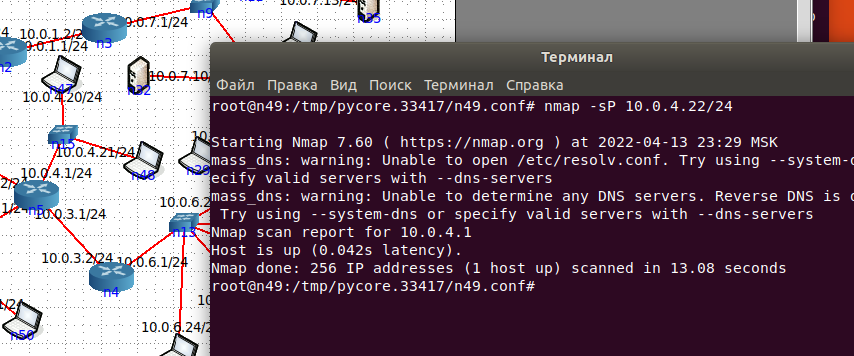 n9
0.0.7.1/24
10.0.7.13/24
n35
10.0.1.2/2
0.1.1/24
n3
n2
n47
n32
10.0.4.20/24
n15
10.0.4.21/24
n48
n29
10.0.4.1/24
n5
10.0.3.1/24
10.0.6.2
n13
10.0.3.2/24
10.0.6.1/24
n4
n50
10.0.6.24/2
Терминал
Файл Правка Вид Поиск Терминал Справка
root@n49:/tmp/pycore.33417/n49.conf# nmap -sP 10.0.4.22/24
Starting Nmap 7.60 ( https://nmap.org ) at 2022-04-13 23:29 MSK
mass_dns: warning: Unable to open /etc/resolv.conf. Try using --system-d
ecify valid servers with --dns-servers
mass_dns: warning: Unable to determine any DNS servers. Reverse DNS is d
Try using --system-dns or specify valid servers with --dns-servers
Nmap scan report for 10.0.4.1
Host is up (0.042s latency).
Nmap done: 256 IP addresses (1 host up) scanned in 13.08 seconds
root@n49:/tmp/pycore.33417/n49.conf#